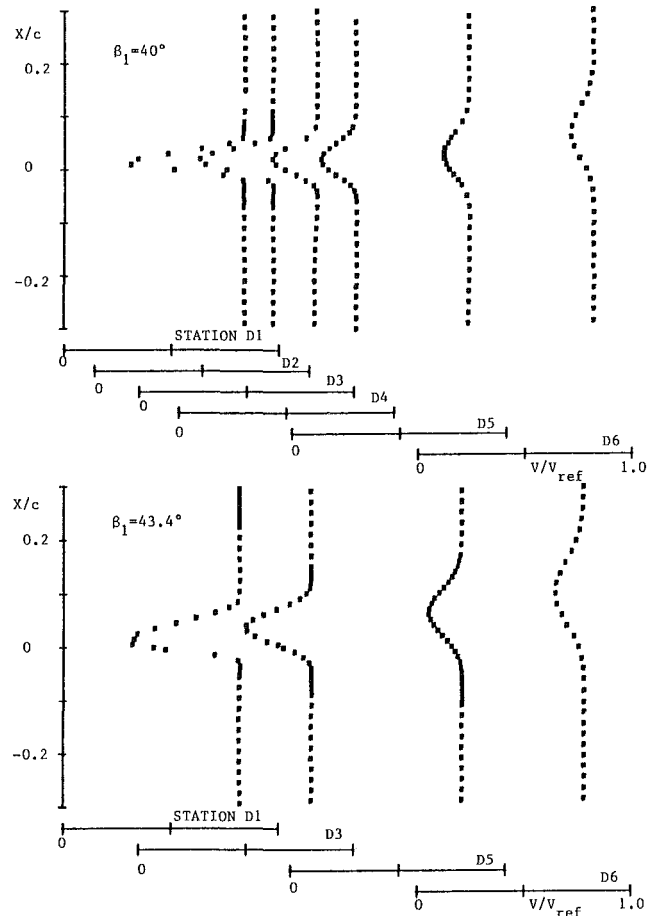 X/c
β₁=40°
0.2
0
-0.2
STATION D1
0
D2
0
D3
0
D4
0
D5
0
D6
0
V/V_ref
1.0
X/c
β₁=43.4°
0.2
0
-0.2
STATION D1
0
D3
0
D5
0
D6
0
V/V_ref
1.0